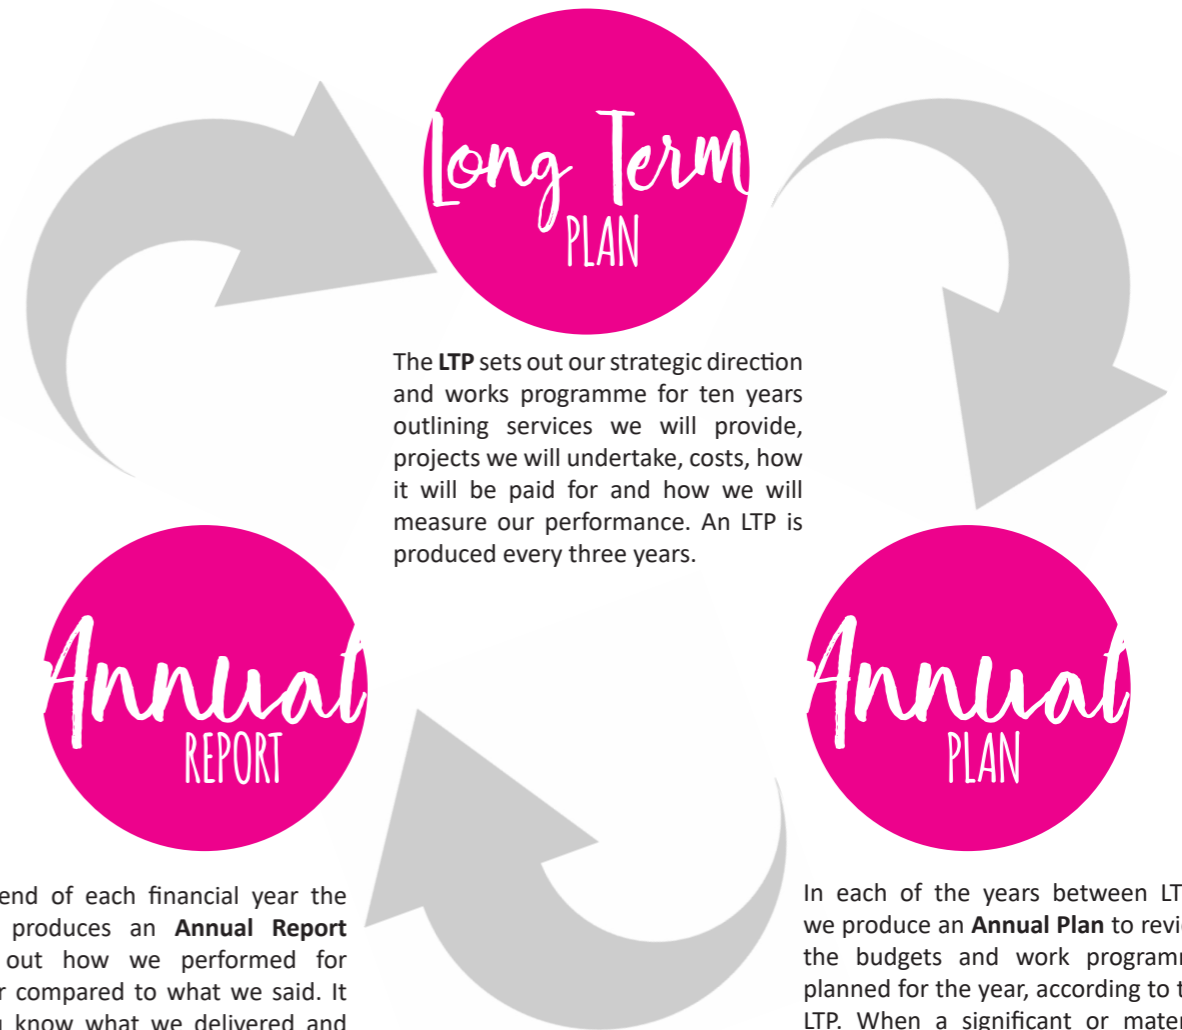 Long Term
PLAN
The LTP sets out our strategic direction
and works programme for ten years
outlining services we will provide,
projects we will undertake, costs, how
it will be paid for and how we will
measure our performance. An LTP is
produced every three years.
Annual
REPORT
end of each financial year the
produces an Annual Report
out how we performed for
compared to what we said. It
know what we delivered and
Annual
PLAN
In each of the years between
we produce an Annual Plan to
the budgets and work
planned for the year, according to
LTP. When a significant or